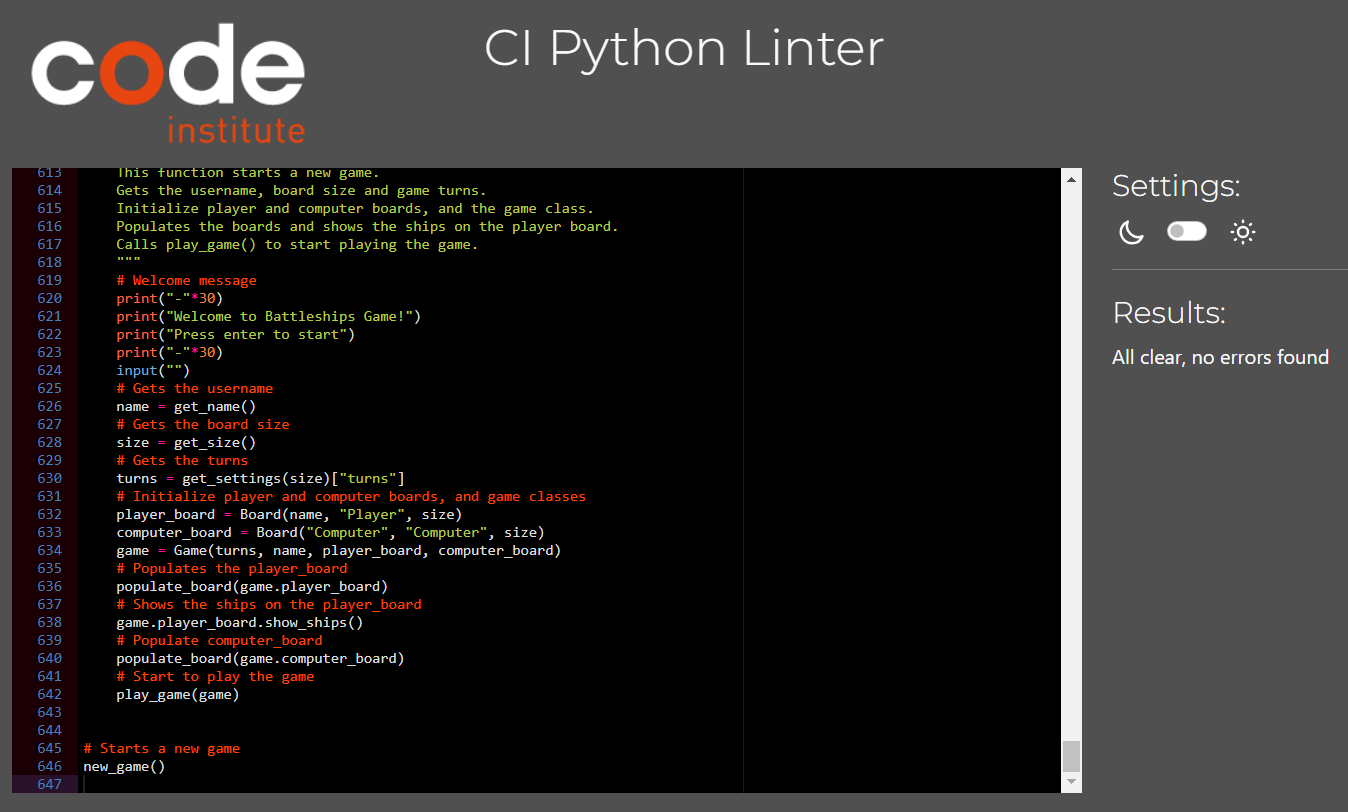 code
institute
CI Python Linter
613 This function starts a new game.
614 Gets the username, board size and game turns.
615 Initialize player and computer boards, and the game class.
616 Populates the boards and shows the ships on the player board.
617 Calls play_game() to start playing the game.
618 """
619 # Welcome message
620 print("-"*30)
621 print("Welcome to Battleships Game!")
622 print("Press enter to start")
623 print("-"*30)
624 input("")
625 # Gets the username
626 name = get_name()
627 # Gets the board size
628 size = get_size()
629 # Gets the turns
630 turns = get_settings(size)["turns"]
631 # Initialize player and computer boards, and game classes
632 player_board = Board(name, "Player", size)
633 computer_board = Board("Computer", "Computer", size)
634 game = Game(turns, name, player_board, computer_board)
635 # Populates the player_board
636 populate_board(game.player_board)
637 # Shows the ships on the player_board
638 game.player_board.show_ships()
639 # Populate computer_board
640 populate_board(game.computer_board)
641 # Start to play the game
642 play_game(game)
643
644
645 # Starts a new game
646 new_game()
647
Settings:
Results:
All clear, no errors found